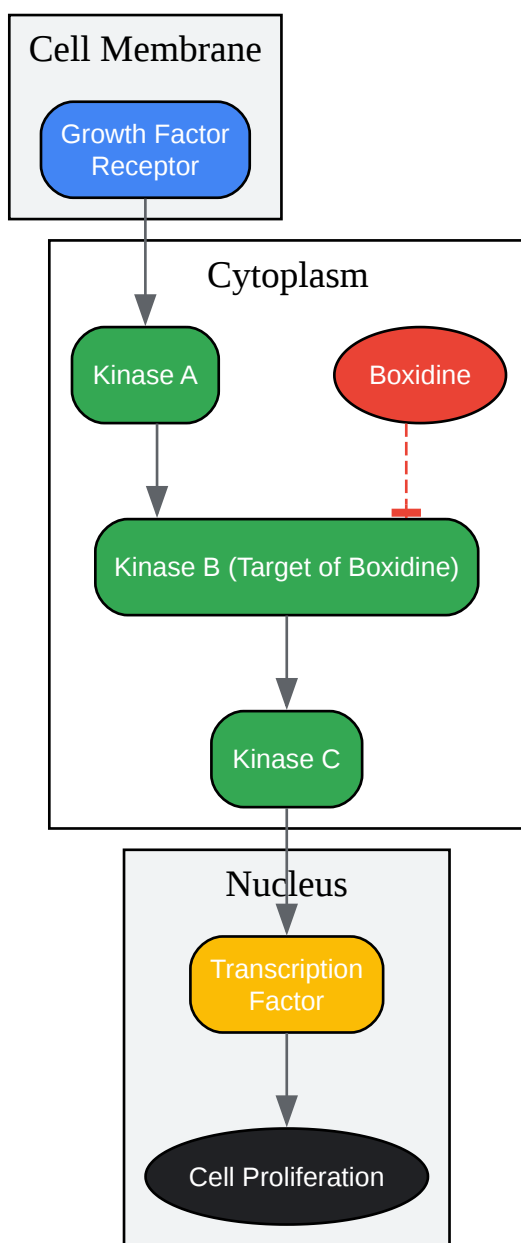 Cell Membrane
Growth Factor
Receptor
Cytoplasm
Kinase A
Boxidine
Kinase B (Target of Boxidine)
Kinase C
Nucleus
Transcription
Factor
Cell Proliferation